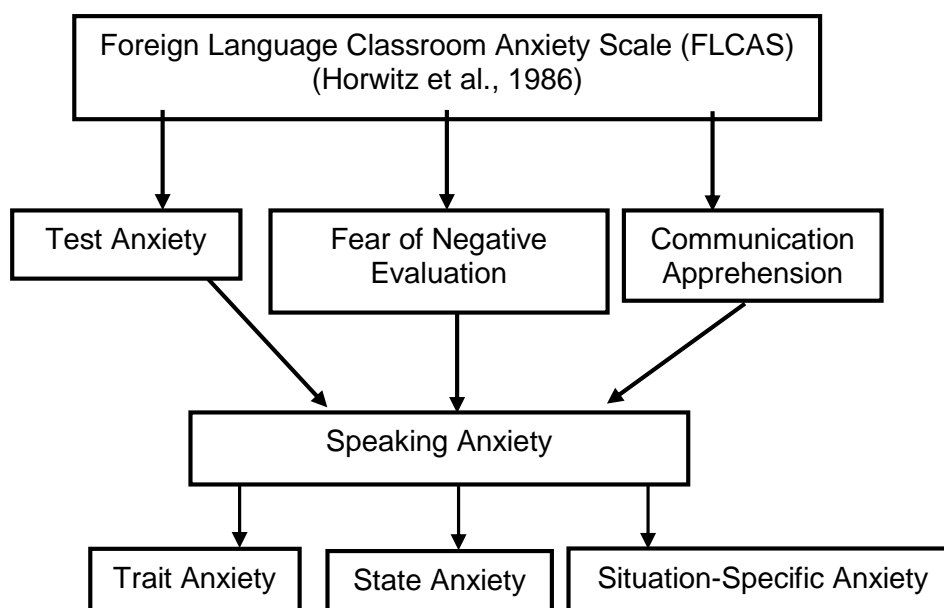 Foreign Language Classroom Anxiety Scale (FLCAS)
(Horwitz et al., 1986)
Test Anxiety
Fear of Negative
Evaluation
Communication
Apprehension
Speaking Anxiety
Trait Anxiety
State Anxiety
Situation-Specific Anxiety